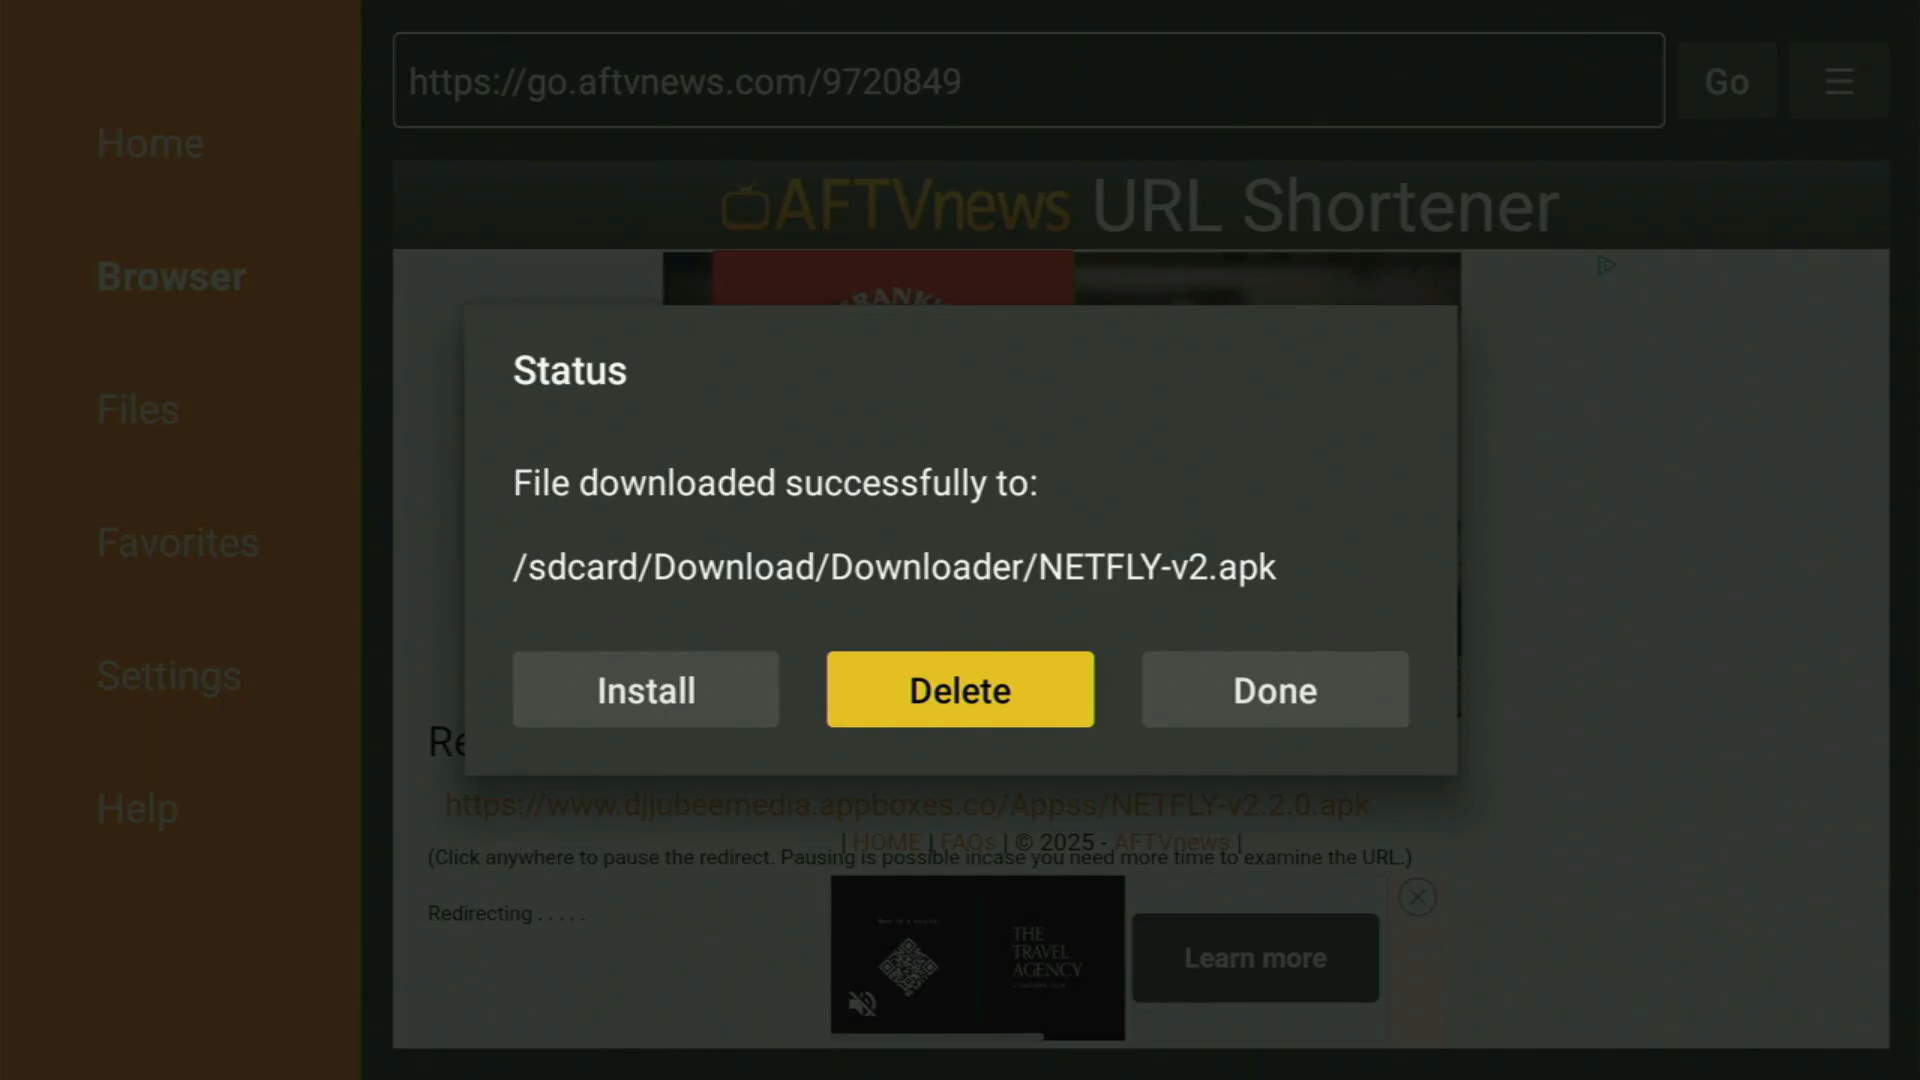 https://go.aftvnews.com/9720849
Go
Home
AFTVnews URL Shortener
Browser
FRANK
Status
Files
File downloaded successfully to:
/sdcard/Download/Downloader/NETFLY-v2.apk
Favorites
Install
Delete
Done
Settings
Re
https://www.djjubeemedia.appboxes.co/Appss/NETFLY-v2.2.0.apk
Help
| HOME | FAQs | © 2025 - AFTVnews |
(Click anywhere to pause the redirect. Pausing is possible incase you need more time to examine the URL.)
Redirecting . . . . .
THE
TRAVEL
AGENCY
Learn more